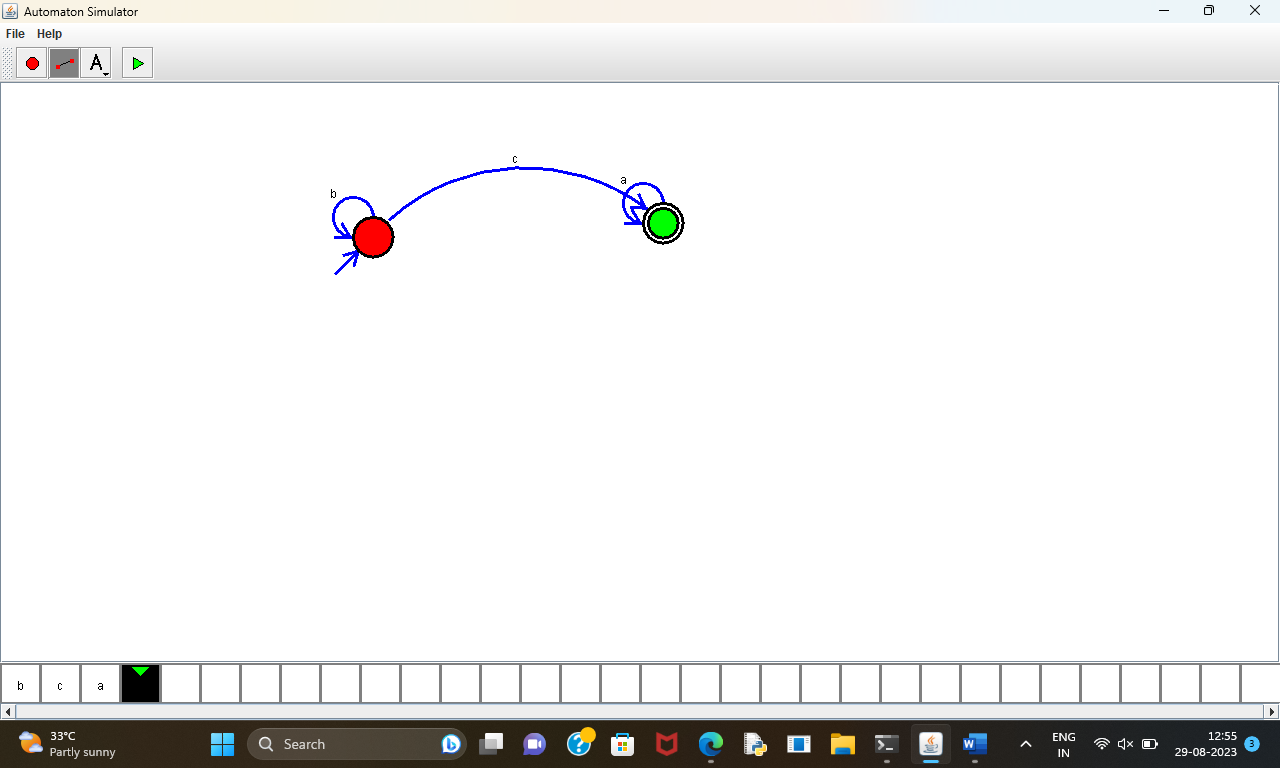 Automaton Simulator
File Help
A
c
a
b
b c a
33°C
Partly sunny
Search
ENG
IN
12:55
29-08-2023
3